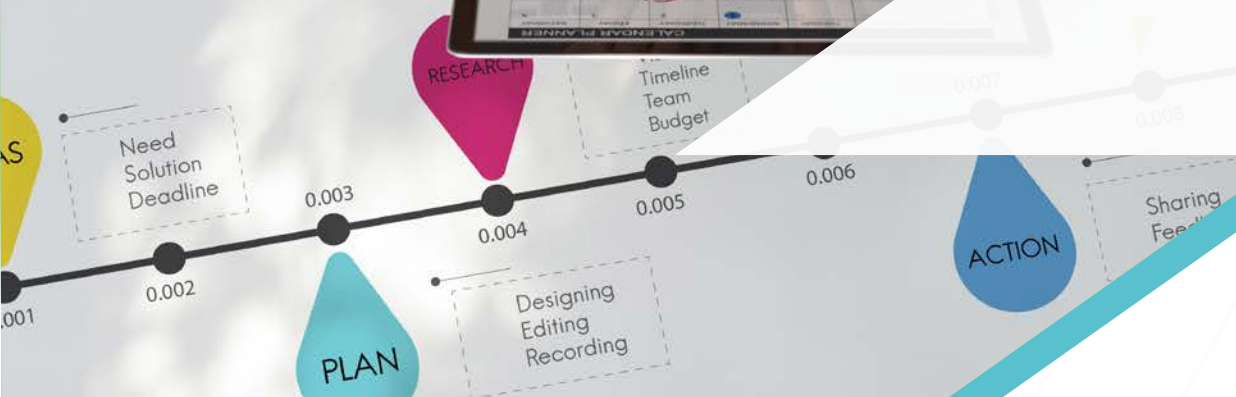 CALENDAR PLANNER
RESEARCH
Timeline
Team
Budget
0.007
0.008
AS
Need
Solution
Deadline
0.003
0.006
0.005
Sharing
0.004
ACTION
0.002
.001
Designing
Editing
Recording
PLAN